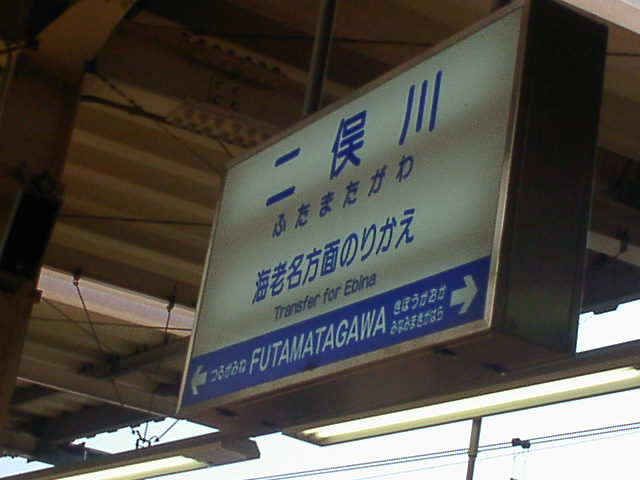 二俣川
ふたまたがわ
海老名方面のりかえ
Transfer for Ebina
つるがみね FUTAMATAGAWA きぼうがおか
みなみまきがはら